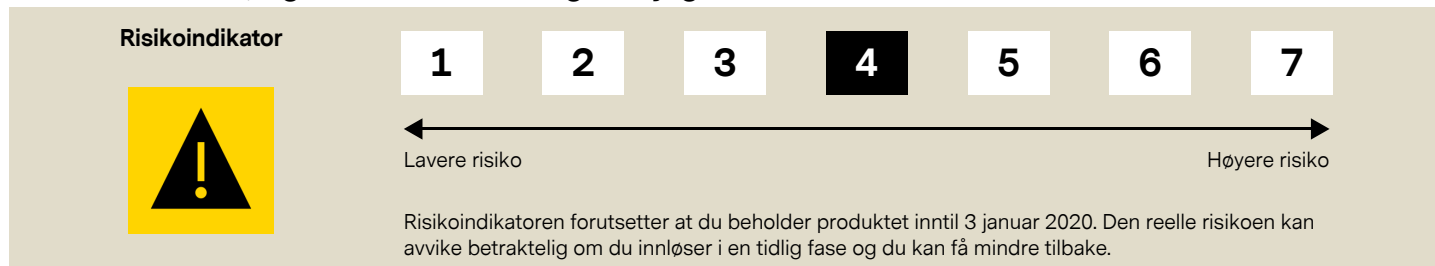 Risikoindikator
1 2 3 4 5 6 7
Lavere risiko Høyere risiko
Risikoindikatoren forutsetter at du beholder produktet inntil 3 januar 2020. Den reelle risikoen kan
avvike betraktelig om du innløser i en tidlig fase og du kan få mindre tilbake.